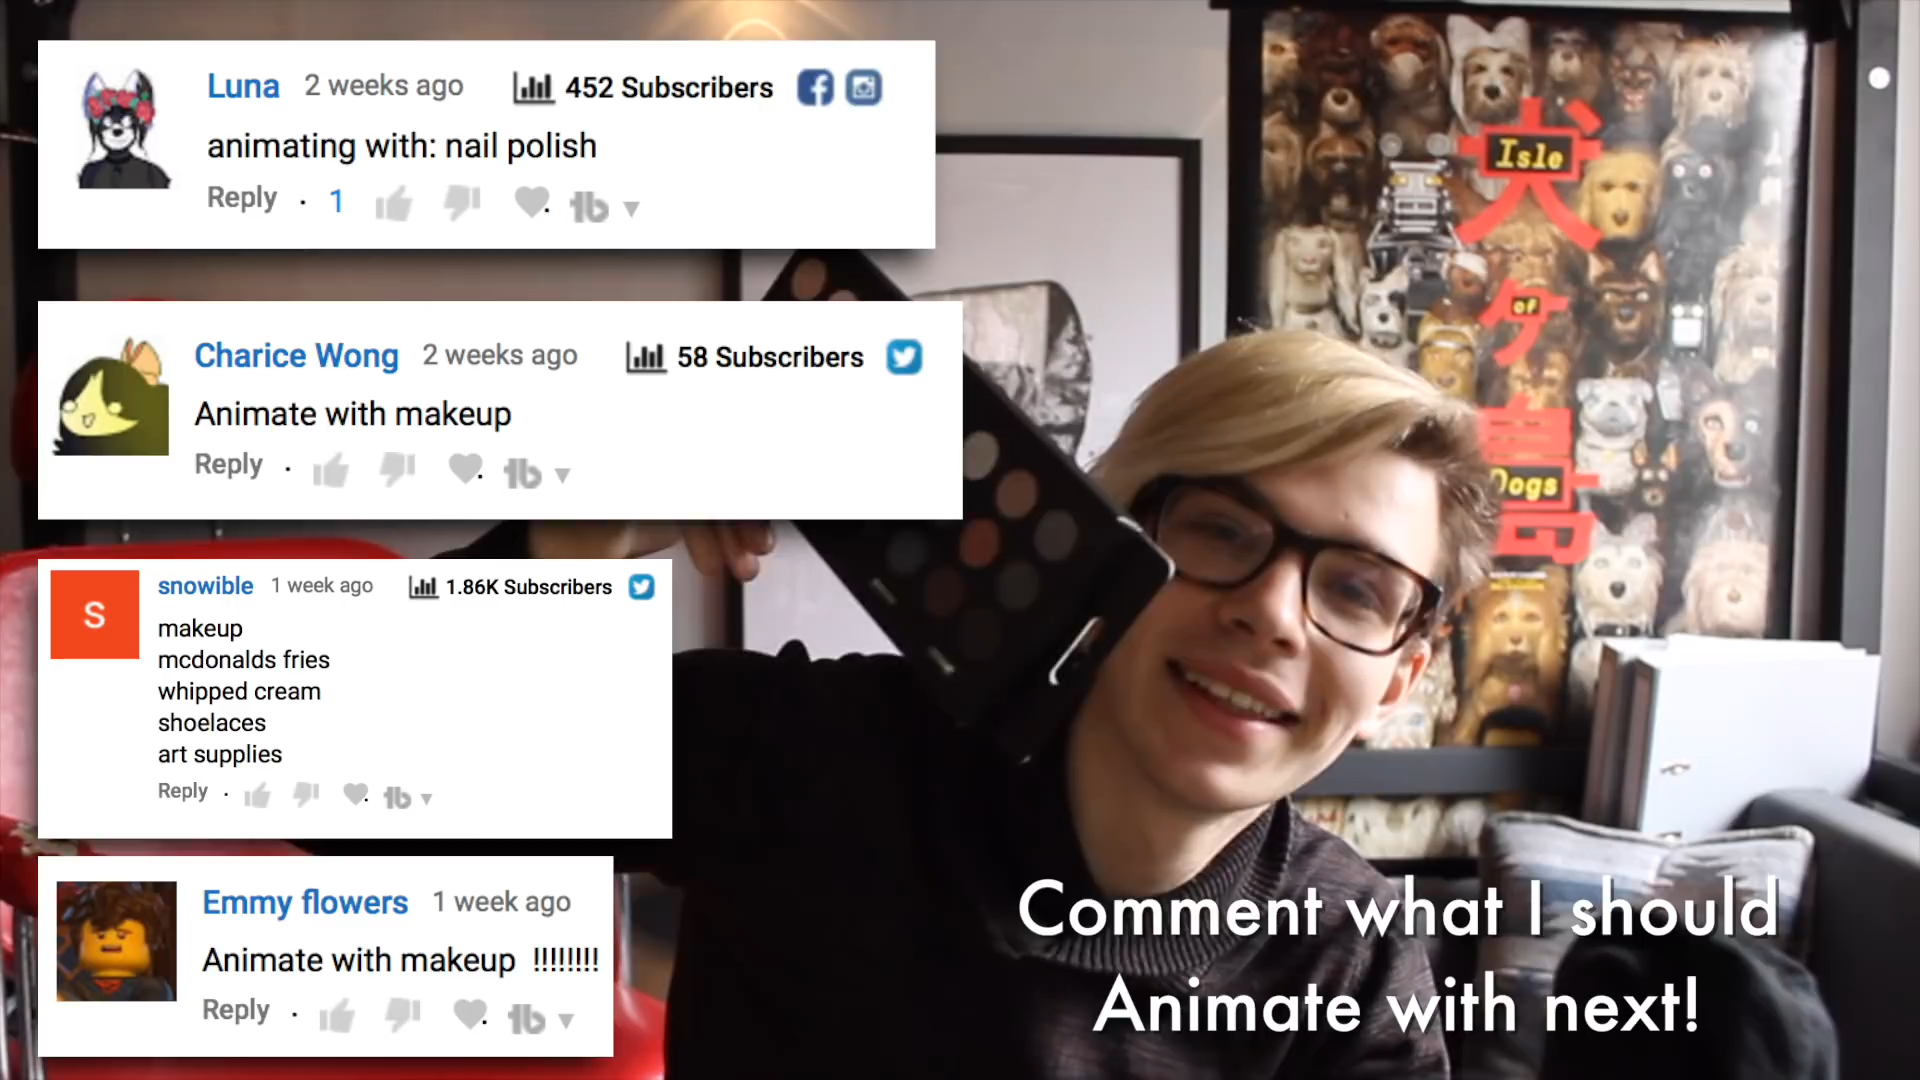 Luna 2 weeks ago 452 Subscribers
animating with: nail polish
Reply · 1
Charice Wong 2 weeks ago 58 Subscribers
Animate with makeup
Reply ·
S
snowible 1 week ago 1.86K Subscribers
makeup
mcdonalds fries
whipped cream
shoelaces
art supplies
Reply ·
Emmy flowers 1 week ago
Animate with makeup !!!!!!!!
Reply ·
犬
Isle
ヶ
of
島
Dogs
Comment what I should
Animate with next!